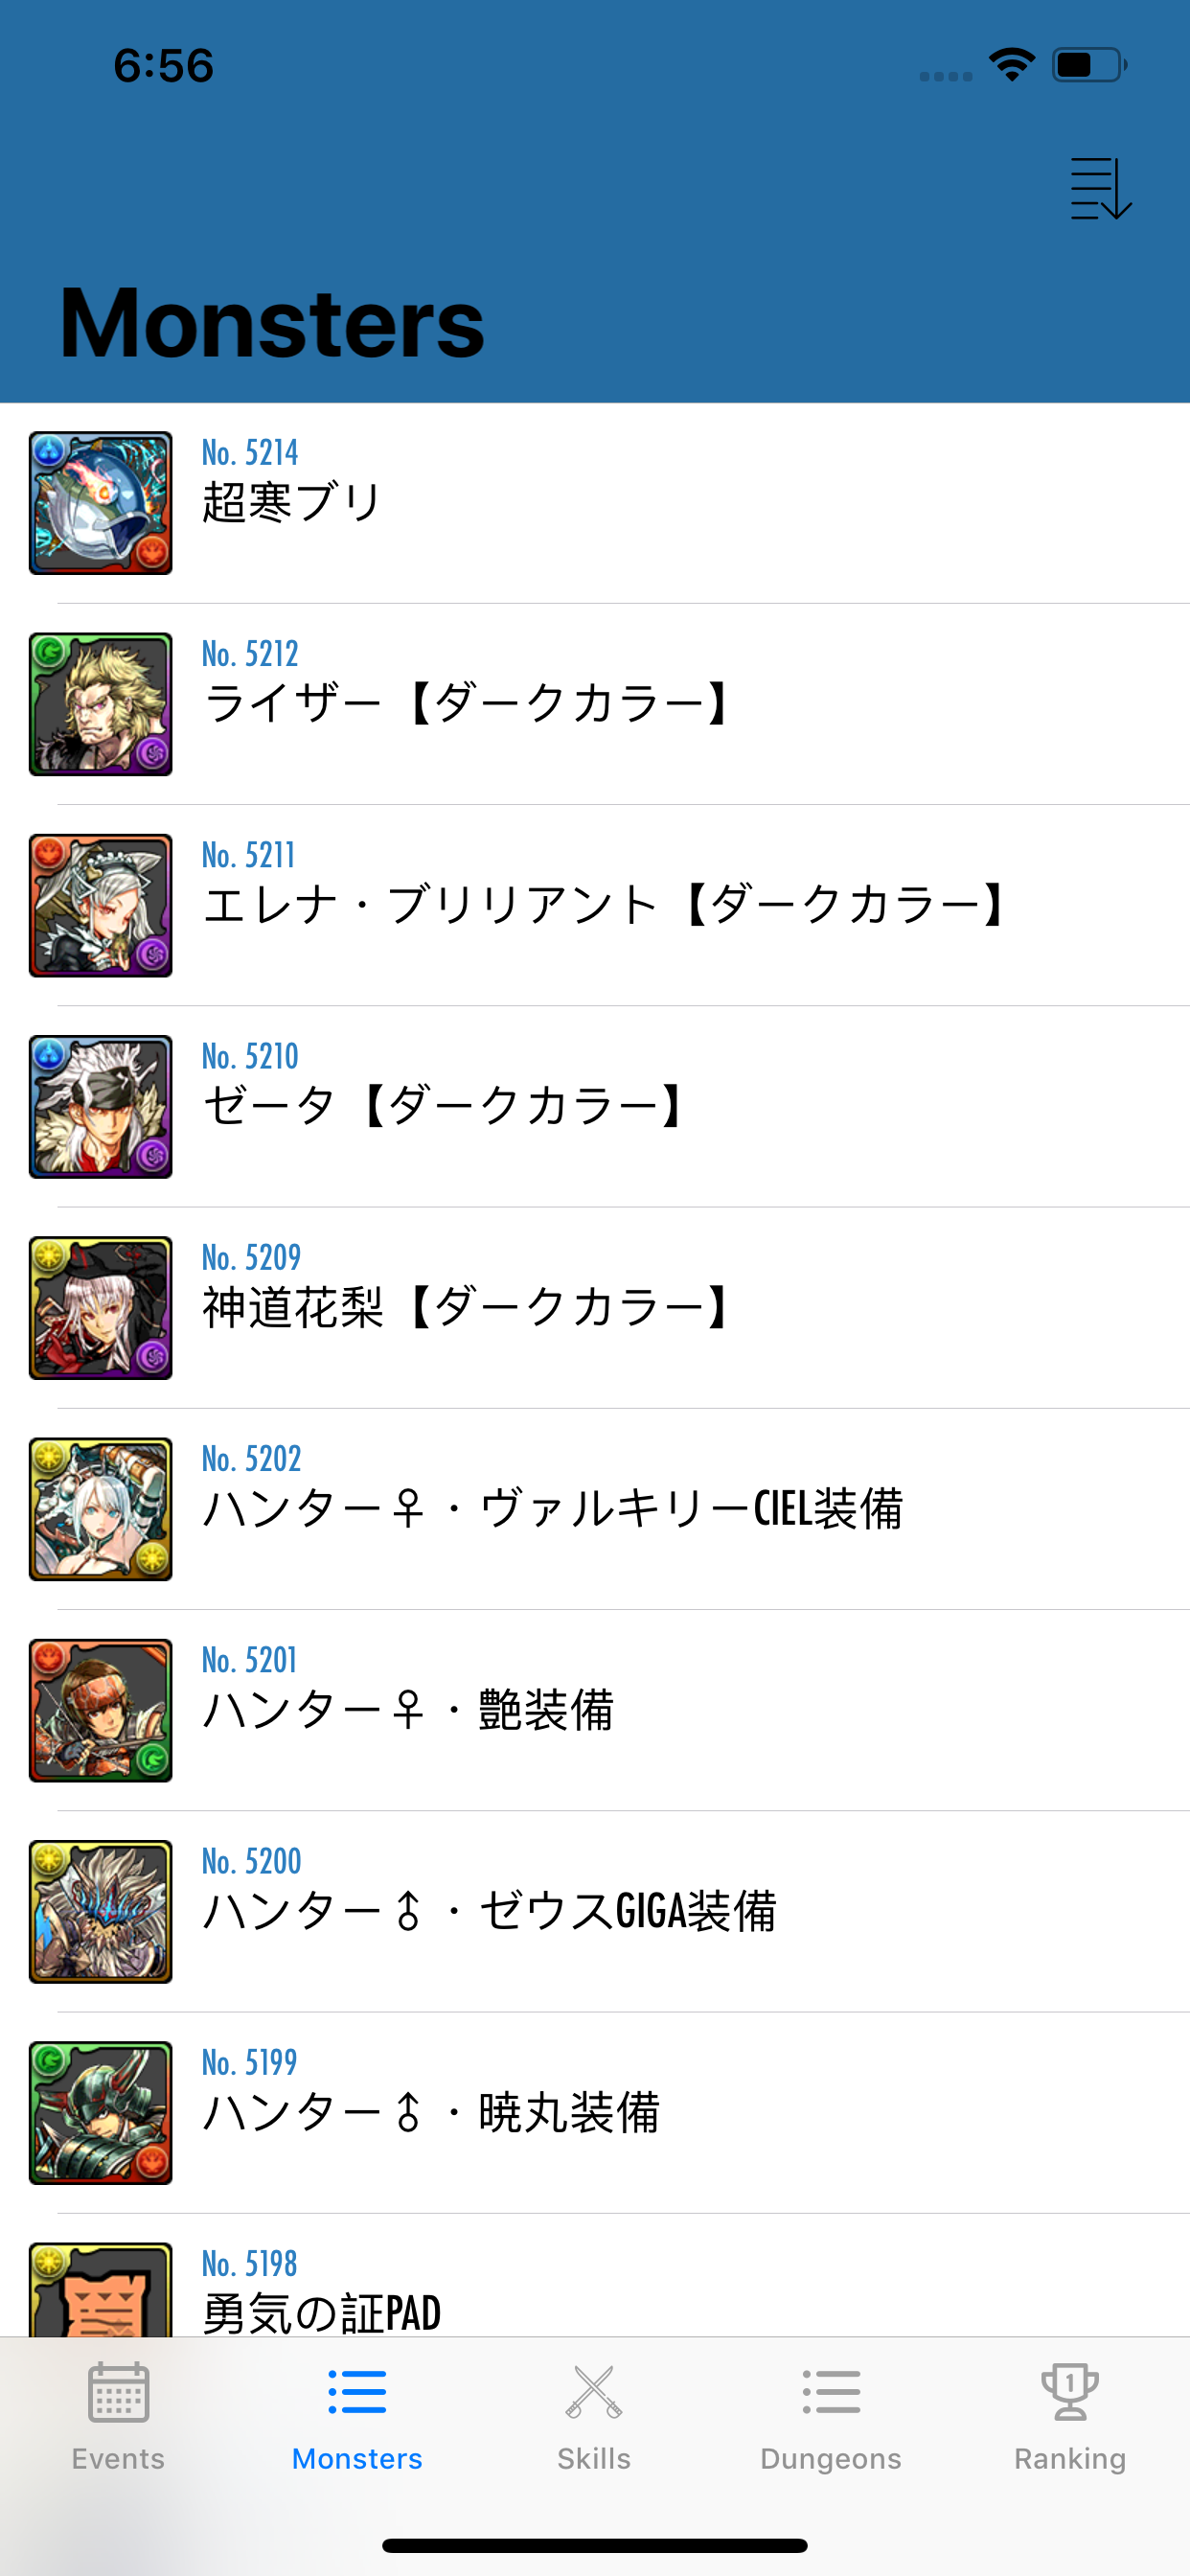 6:56
Monsters
No. 5214
超寒ブリ
No. 5212
ライザー【ダークカラー】
No. 5211
エレナ・ブリリアント【ダークカラー】
No. 5210
ゼータ【ダークカラー】
No. 5209
神道花梨【ダークカラー】
No. 5202
ハンター♀・ヴァルキリーCIEL装備
No. 5201
ハンター♀・艶装備
No. 5200
ハンター♂・ゼウスGIGA装備
No. 5199
ハンター♂・暁丸装備
No. 5198
勇気の証PAD
Events Monsters Skills Dungeons Ranking